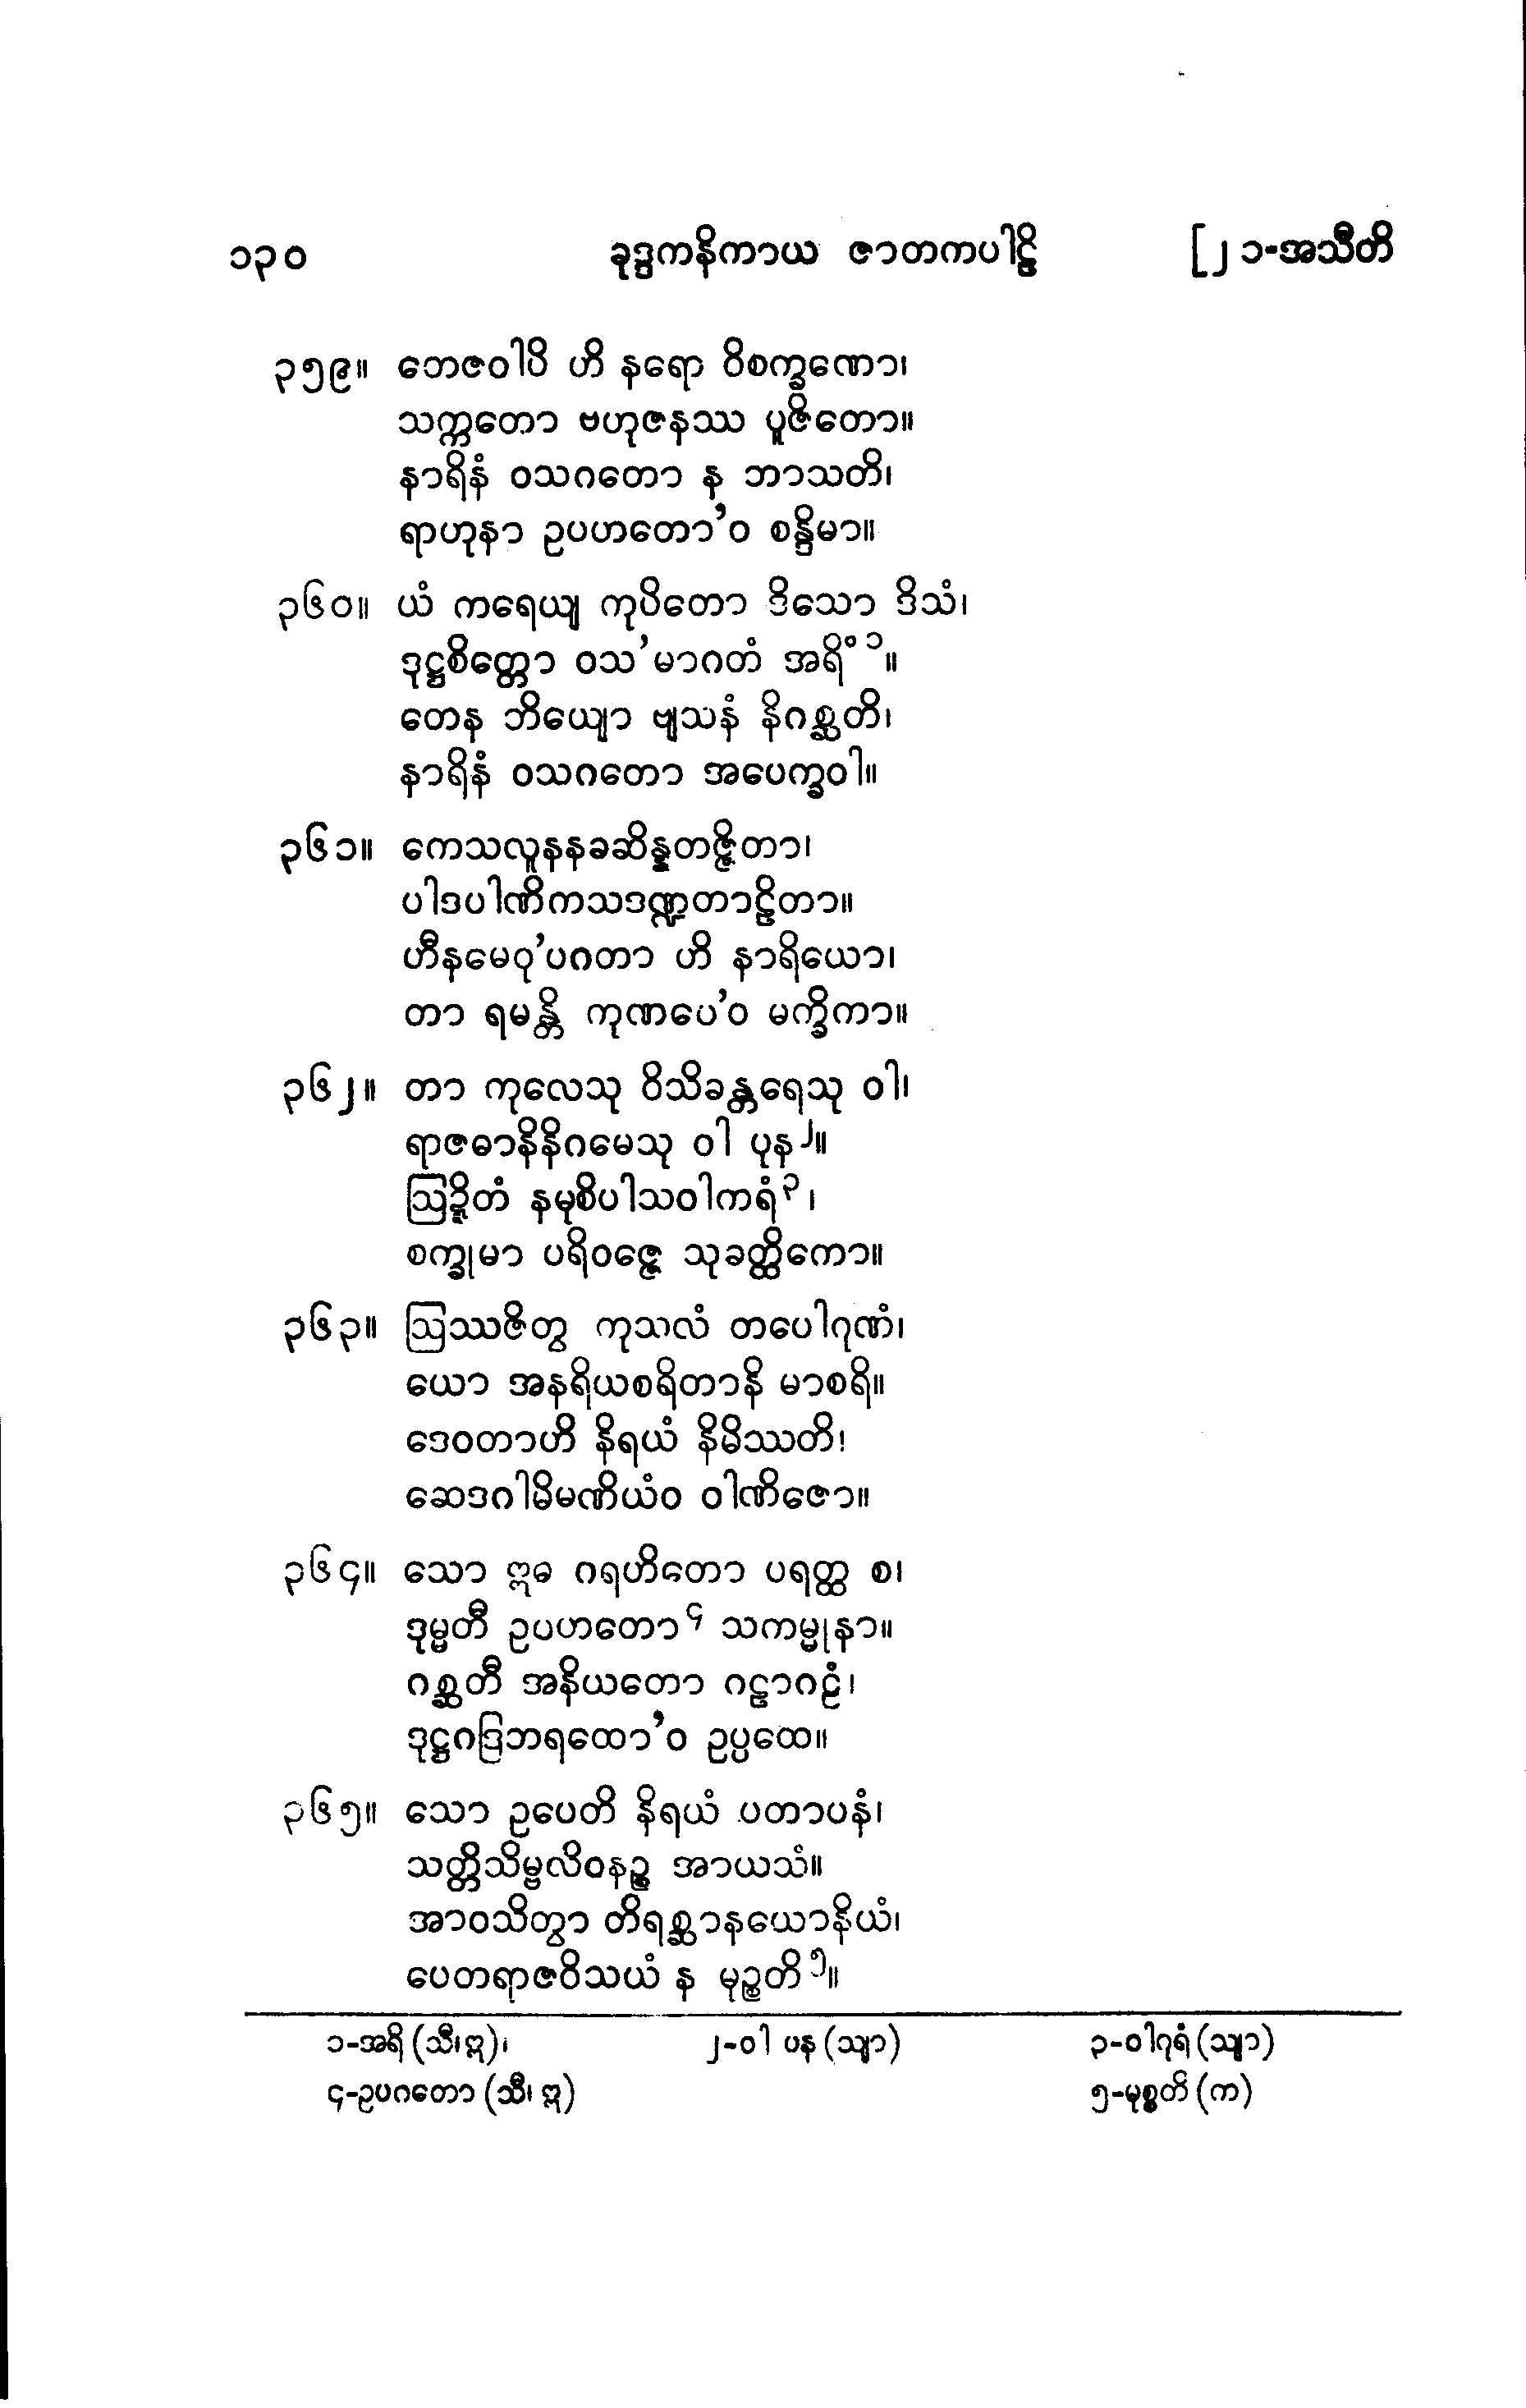 ၁၃၀ ခုဒ္ဒကနိကာယ ဇာတကပါဠိ [၂၁-အသီတိ
၃၅၉။ ဘေဇဝါပိ ဟိ နရော ဝိစက္ခဏော၊
သက္ကတော ဗဟုဇနဿ ပူဇိတော။
နာရိနံ ဝသဂတော န ဘာသတိ၊
ရာဟုနာ ဥပဟတော'ဝ စန္ဒိမာ။
၃၆၀။ ယံ ကရေယျ ကုပိတော ဒိသော ဒိသံ၊
ဒုဋ္ဌစိတ္တော ဝသ'မာဂတံ အရိံ ၁။
တေန ဘိယျော ဗျသနံ နိဂစ္ဆတိ၊
နာရိနံ ဝသဂတော အပေက္ခဝါ။
၃၆၁။ ကေသလူနနခဆိန္နတဇ္ဇိတာ၊
ပါဒပါဏိကသဒဏ္ဍတာဠိတာ။
ဟီနမေဝု'ပဂတာ ဟိ နာရိယော၊
တာ ရမန္တိ ကုဏပေ'ဝ မက္ခိကာ။
၃၆၂။ တာ ကုလေသု ဝိသိခန္တရေသု ဝါ၊
ရာဇဓာနိနိဂမေသု ဝါ ပုန ၂။
ဩဍ္ဍိတံ နမုစိပါသဝါကရံ ၃၊
စက္ခုမာ ပရိဝဇ္ဇေ သုခတ္ထိကော။
၃၆၃။ ဩဿဇိတွ ကုသလံ တပေါဂုဏံ၊
ယော အနရိယစရိတာနိ မာစရိ။
ဒေဝတာဟိ နိရယံ နိမိဿတိ၊
ဆေဒဂါမိမဏိယံဝ ဝါဏိဇော။
၃၆၄။ သော ဣဓ ဂရဟိတော ပရတ္ထ စ၊
ဒုမ္မတီ ဥပဟတော ၄ သကမ္မုနာ။
ဂစ္ဆတီ အနိယတော ဂဠာဂဠံ၊
ဒုဋ္ဌဂဒြဘရထော'ဝ ဥပ္ပထေ။
၃၆၅။ သော ဥပေတိ နိရယံ ပတာပနံ၊
သတ္တိသိမ္ဗလိဝနဉ္စ အာယသံ။
အာဝသိတွာ တိရစ္ဆာနယောနိယံ၊
ပေတရာဇဝိသယံ န မုဉ္စတိ ၅။
၁-အရိ (သီ၊ ဣ)၊ ၂-ဝါ ပန (သျာ) ၃-ဝါဂုရံ (သျာ)
၄-ဥပဂတော (သီ၊ ဣ) ၅-မုစ္စတိ (က)